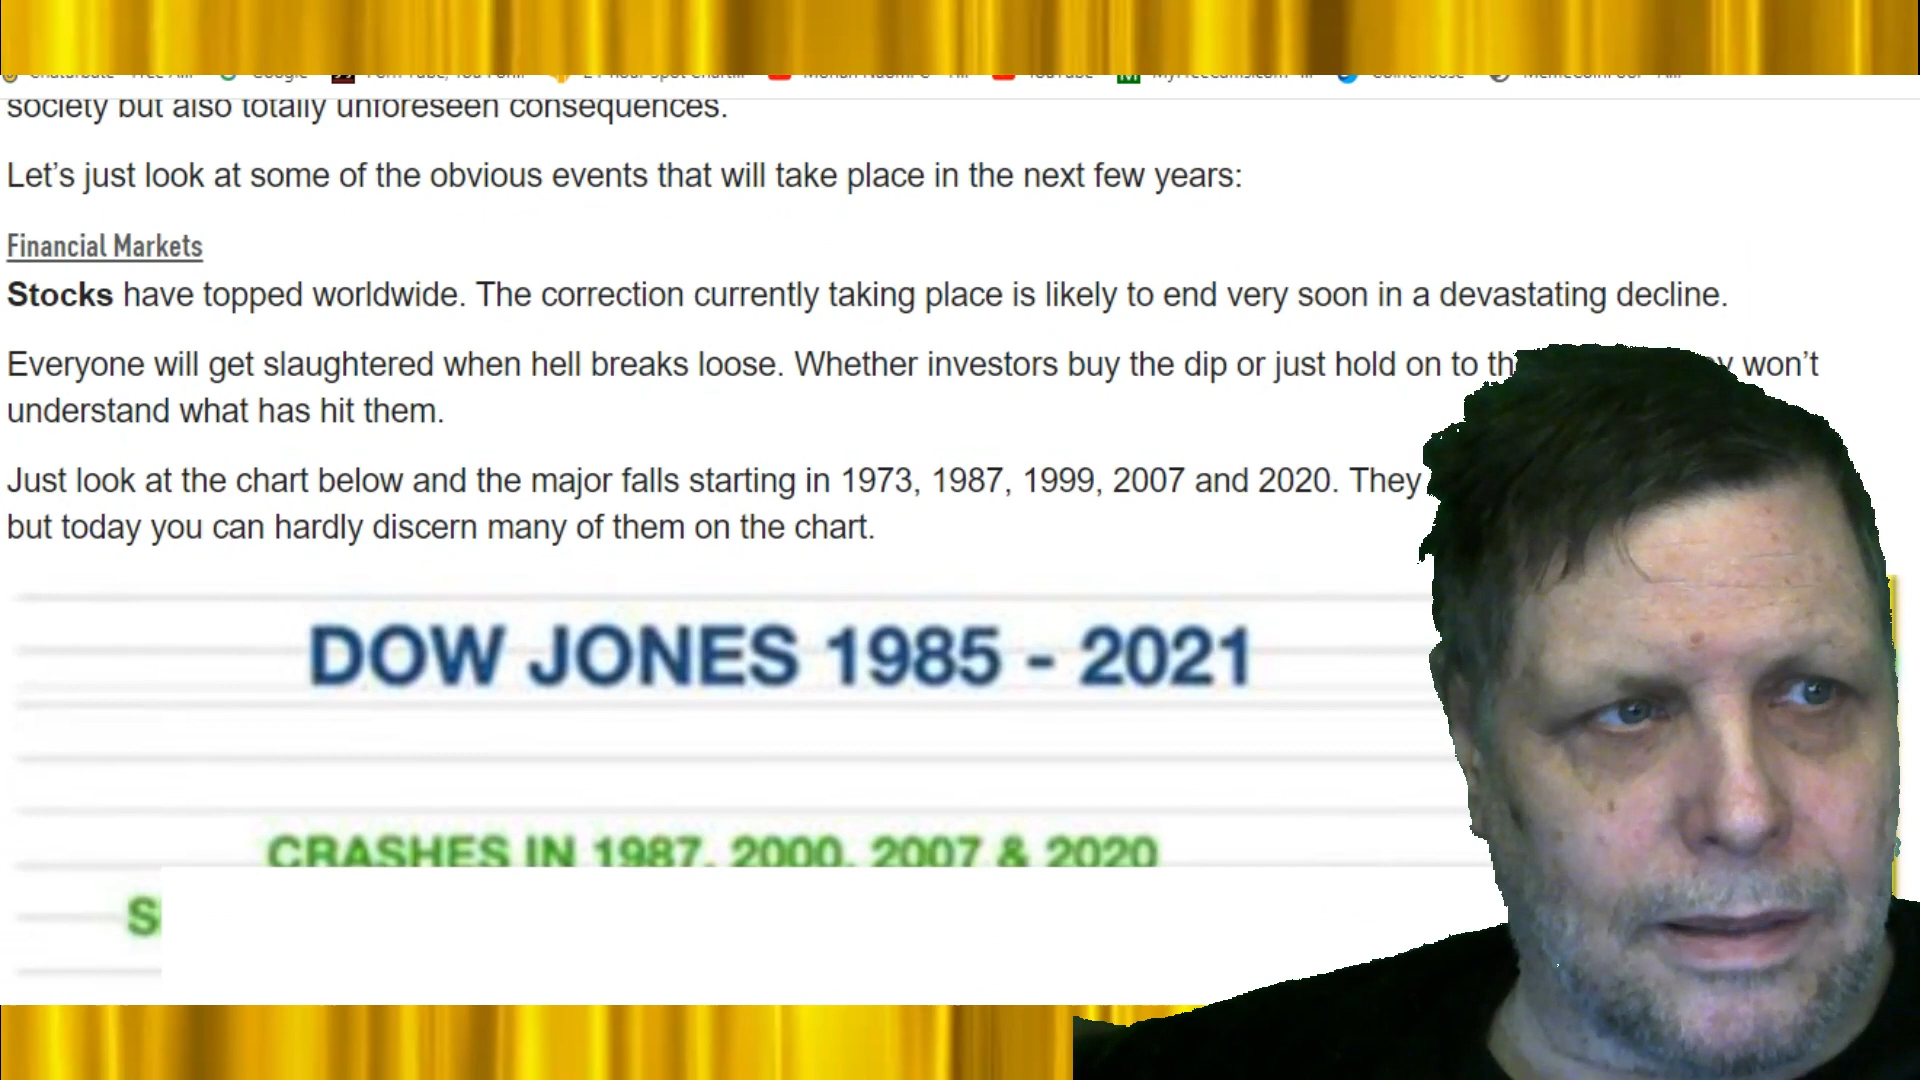 Google YouTube
society but also totally unforeseen consequences.
Let’s just look at some of the obvious events that will take place in the next few years:
Financial Markets
Stocks have topped worldwide. The correction currently taking place is likely to end very soon in a devastating decline.
Everyone will get slaughtered when hell breaks loose. Whether investors buy the dip or just hold on to won’t
understand what has hit them.
Just look at the chart below and the major falls starting in 1973, 1987, 1999, 2007 and 2020. They
but today you can hardly discern many of them on the chart.
DOW JONES 1985 - 2021
CRASHES IN 1987, 2000, 2007 & 2020